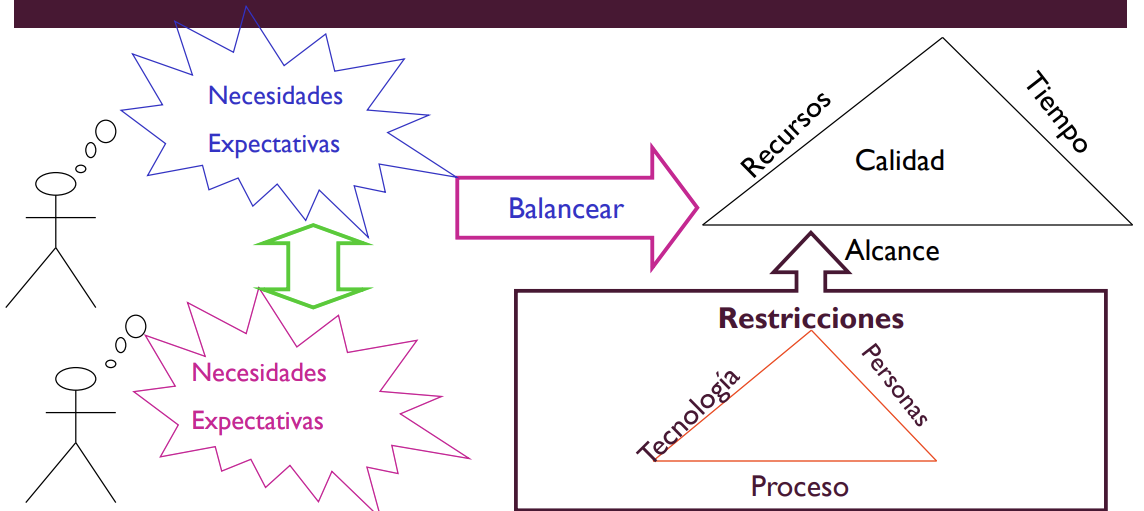 Necesidades
Expectativas
Balancear
Recursos
Tiempo
Calidad
Alcance
Necesidades
Expectativas
Restricciones
Tecnología
Personas
Proceso